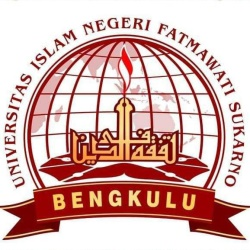 UNIVERSITAS ISLAM NEGERI FATMAWATI SUKARNO
BENGKULU